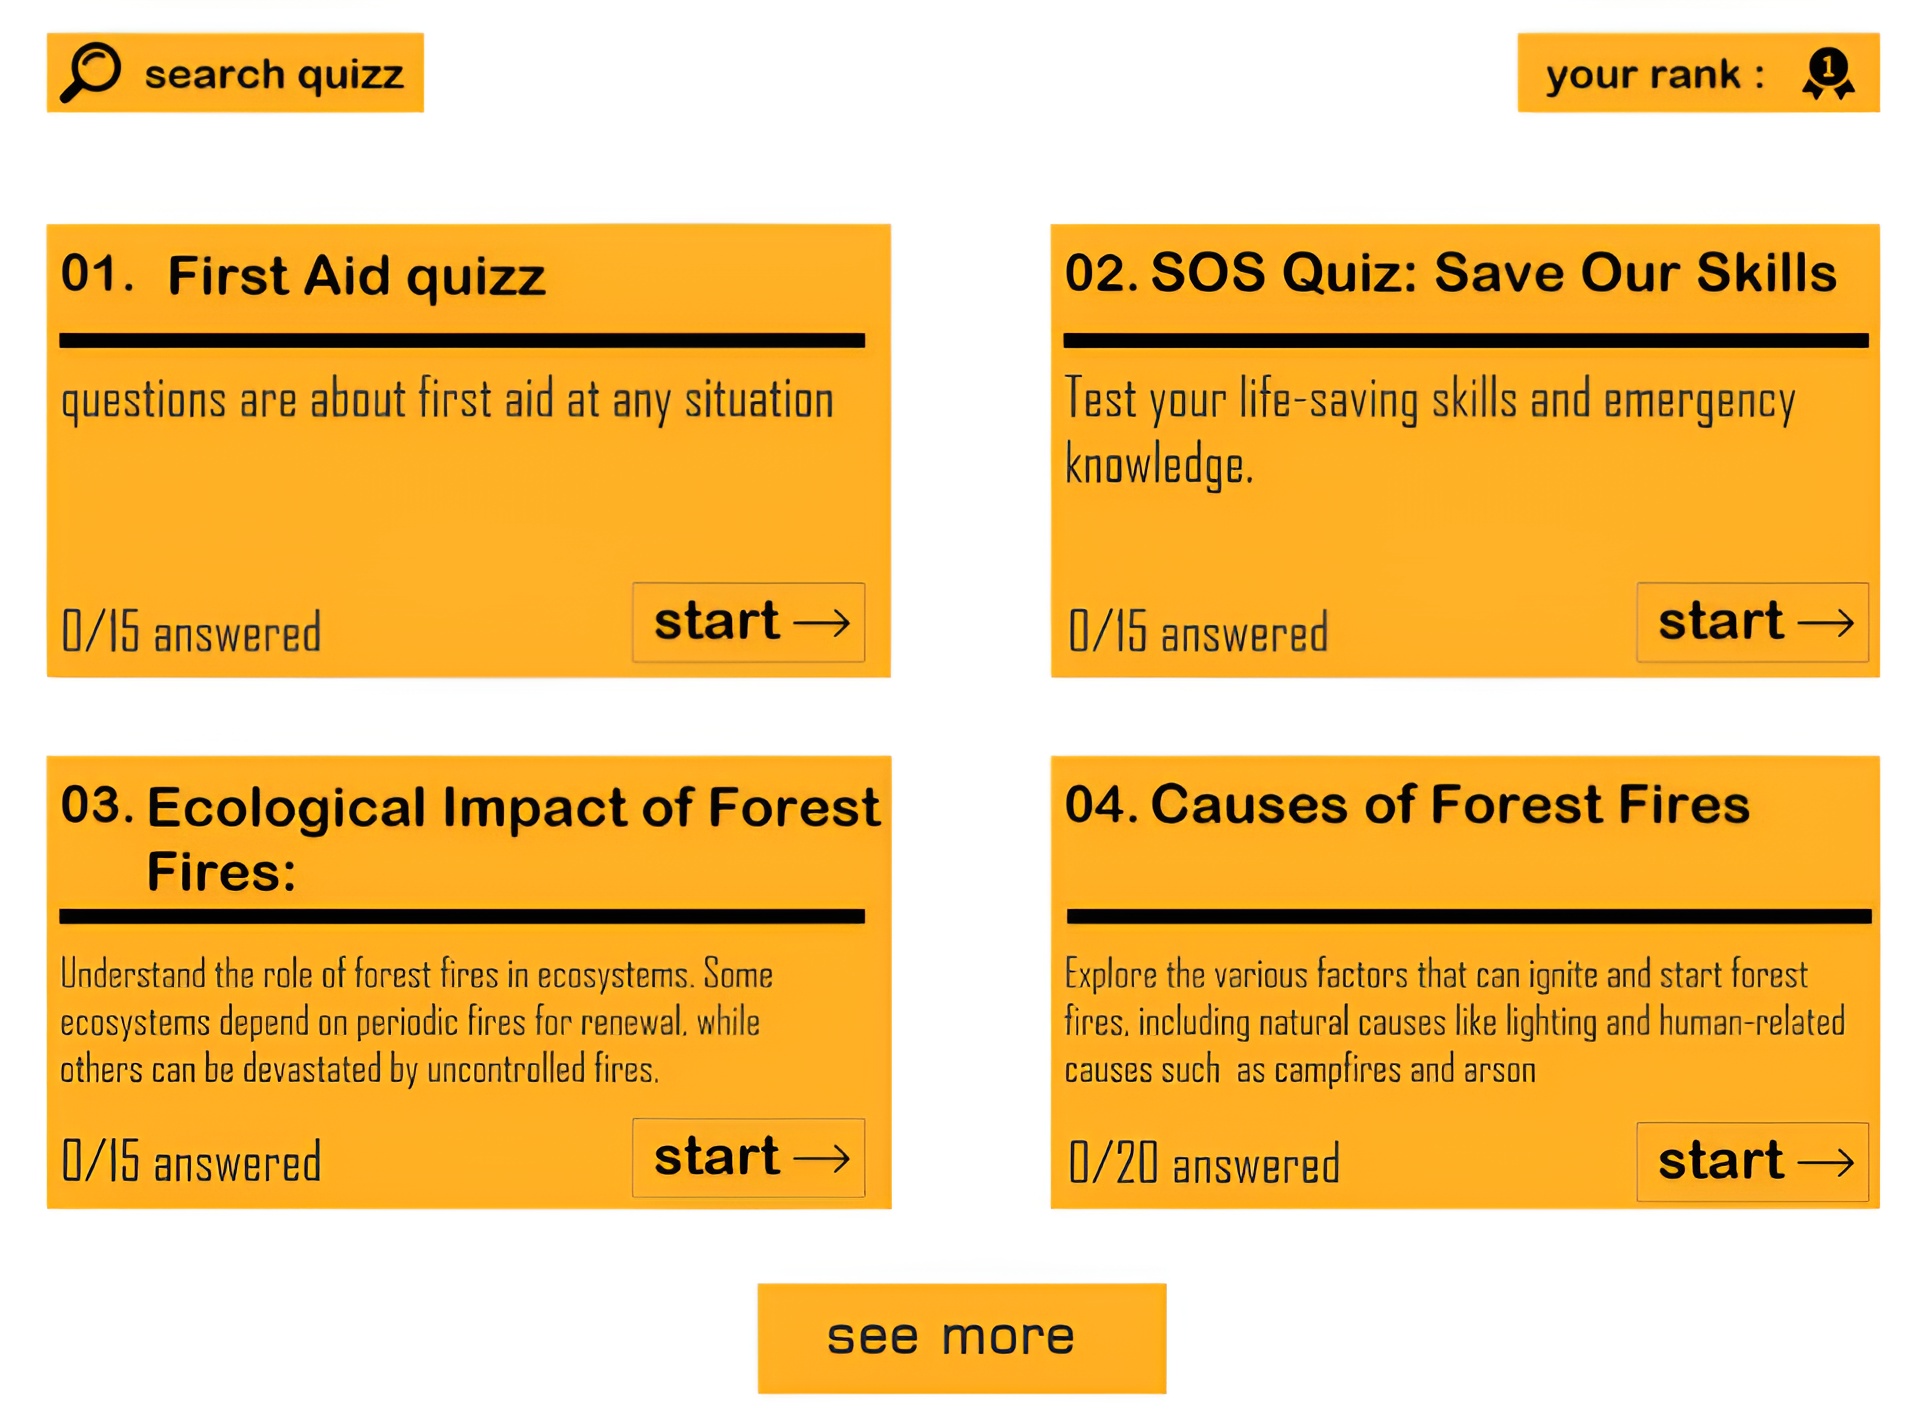 search quizz
your rank : 1
01. First Aid quizz
questions are about first aid at any situation
0/15 answered
start →
02. SOS Quiz: Save Our Skills
Test your life-saving skills and emergency
knowledge.
0/15 answered
start →
03. Ecological Impact of Forest
Fires:
Understand the role of forest fires in ecosystems. Some
ecosystems depend on periodic fires for renewal, while
others can be devastated by uncontrolled fires.
0/15 answered
start →
04. Causes of Forest Fires
Explore the various factors that can ignite and start forest
fires, including natural causes like lighting and human-related
causes such as campfires and arson
0/20 answered
start →
see more